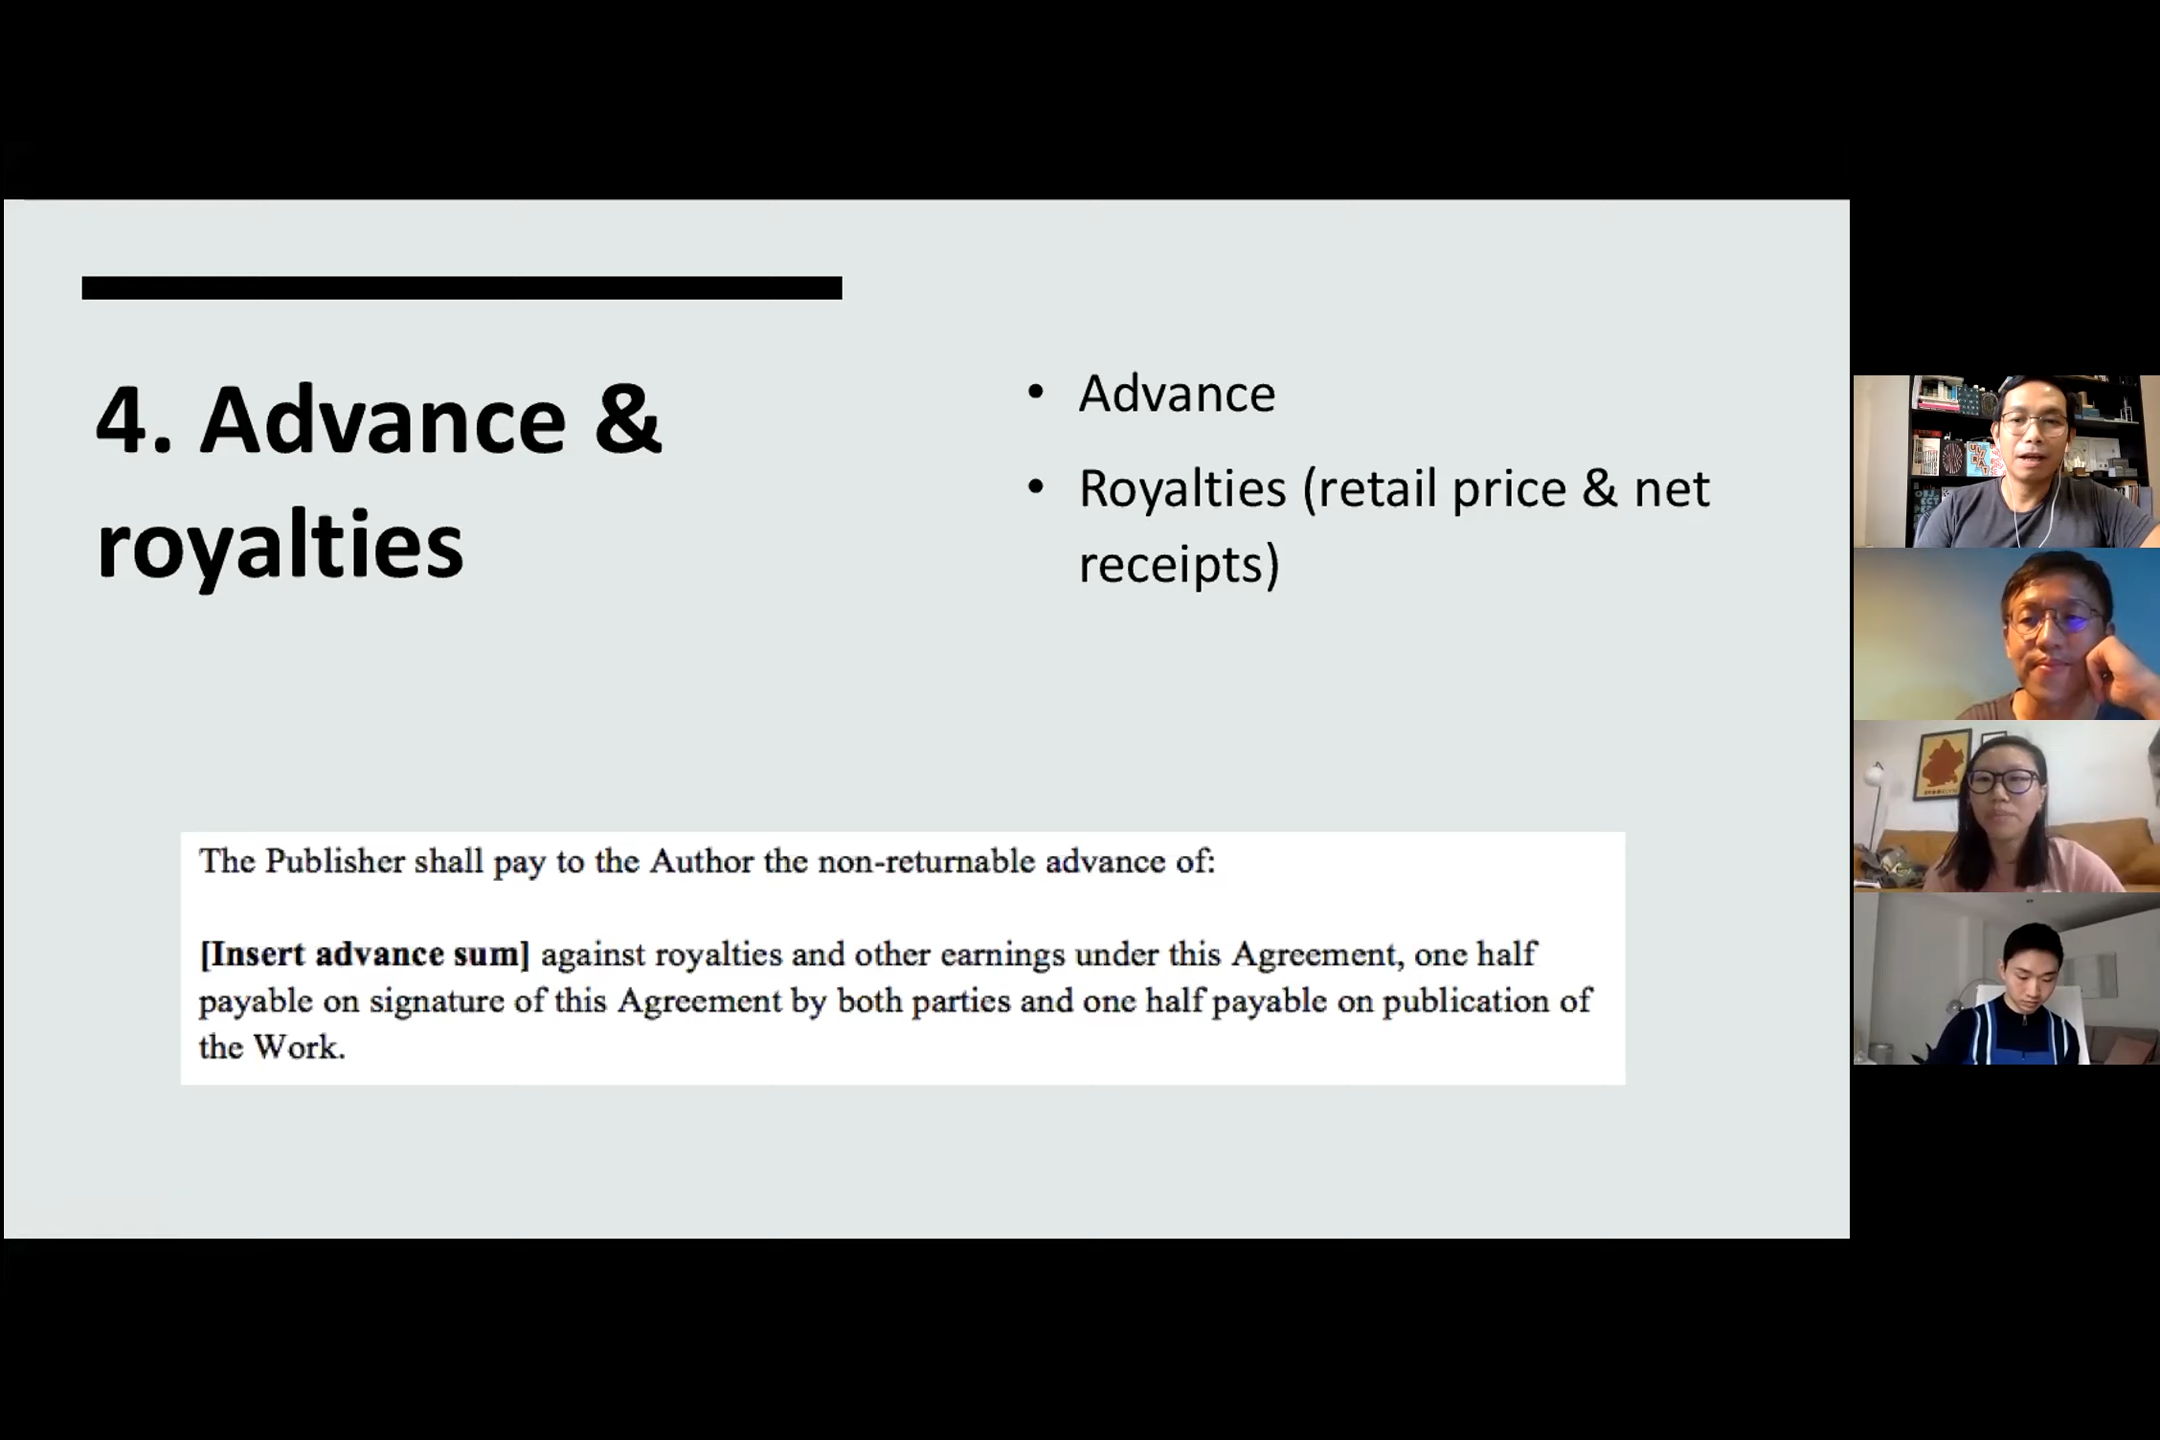 4. Advance &
royalties
• Advance
• Royalties (retail price & net
receipts)
The Publisher shall pay to the Author the non-returnable advance of:
[Insert advance sum] against royalties and other earnings under this Agreement, one half
payable on signature of this Agreement by both parties and one half payable on publication of
the Work.